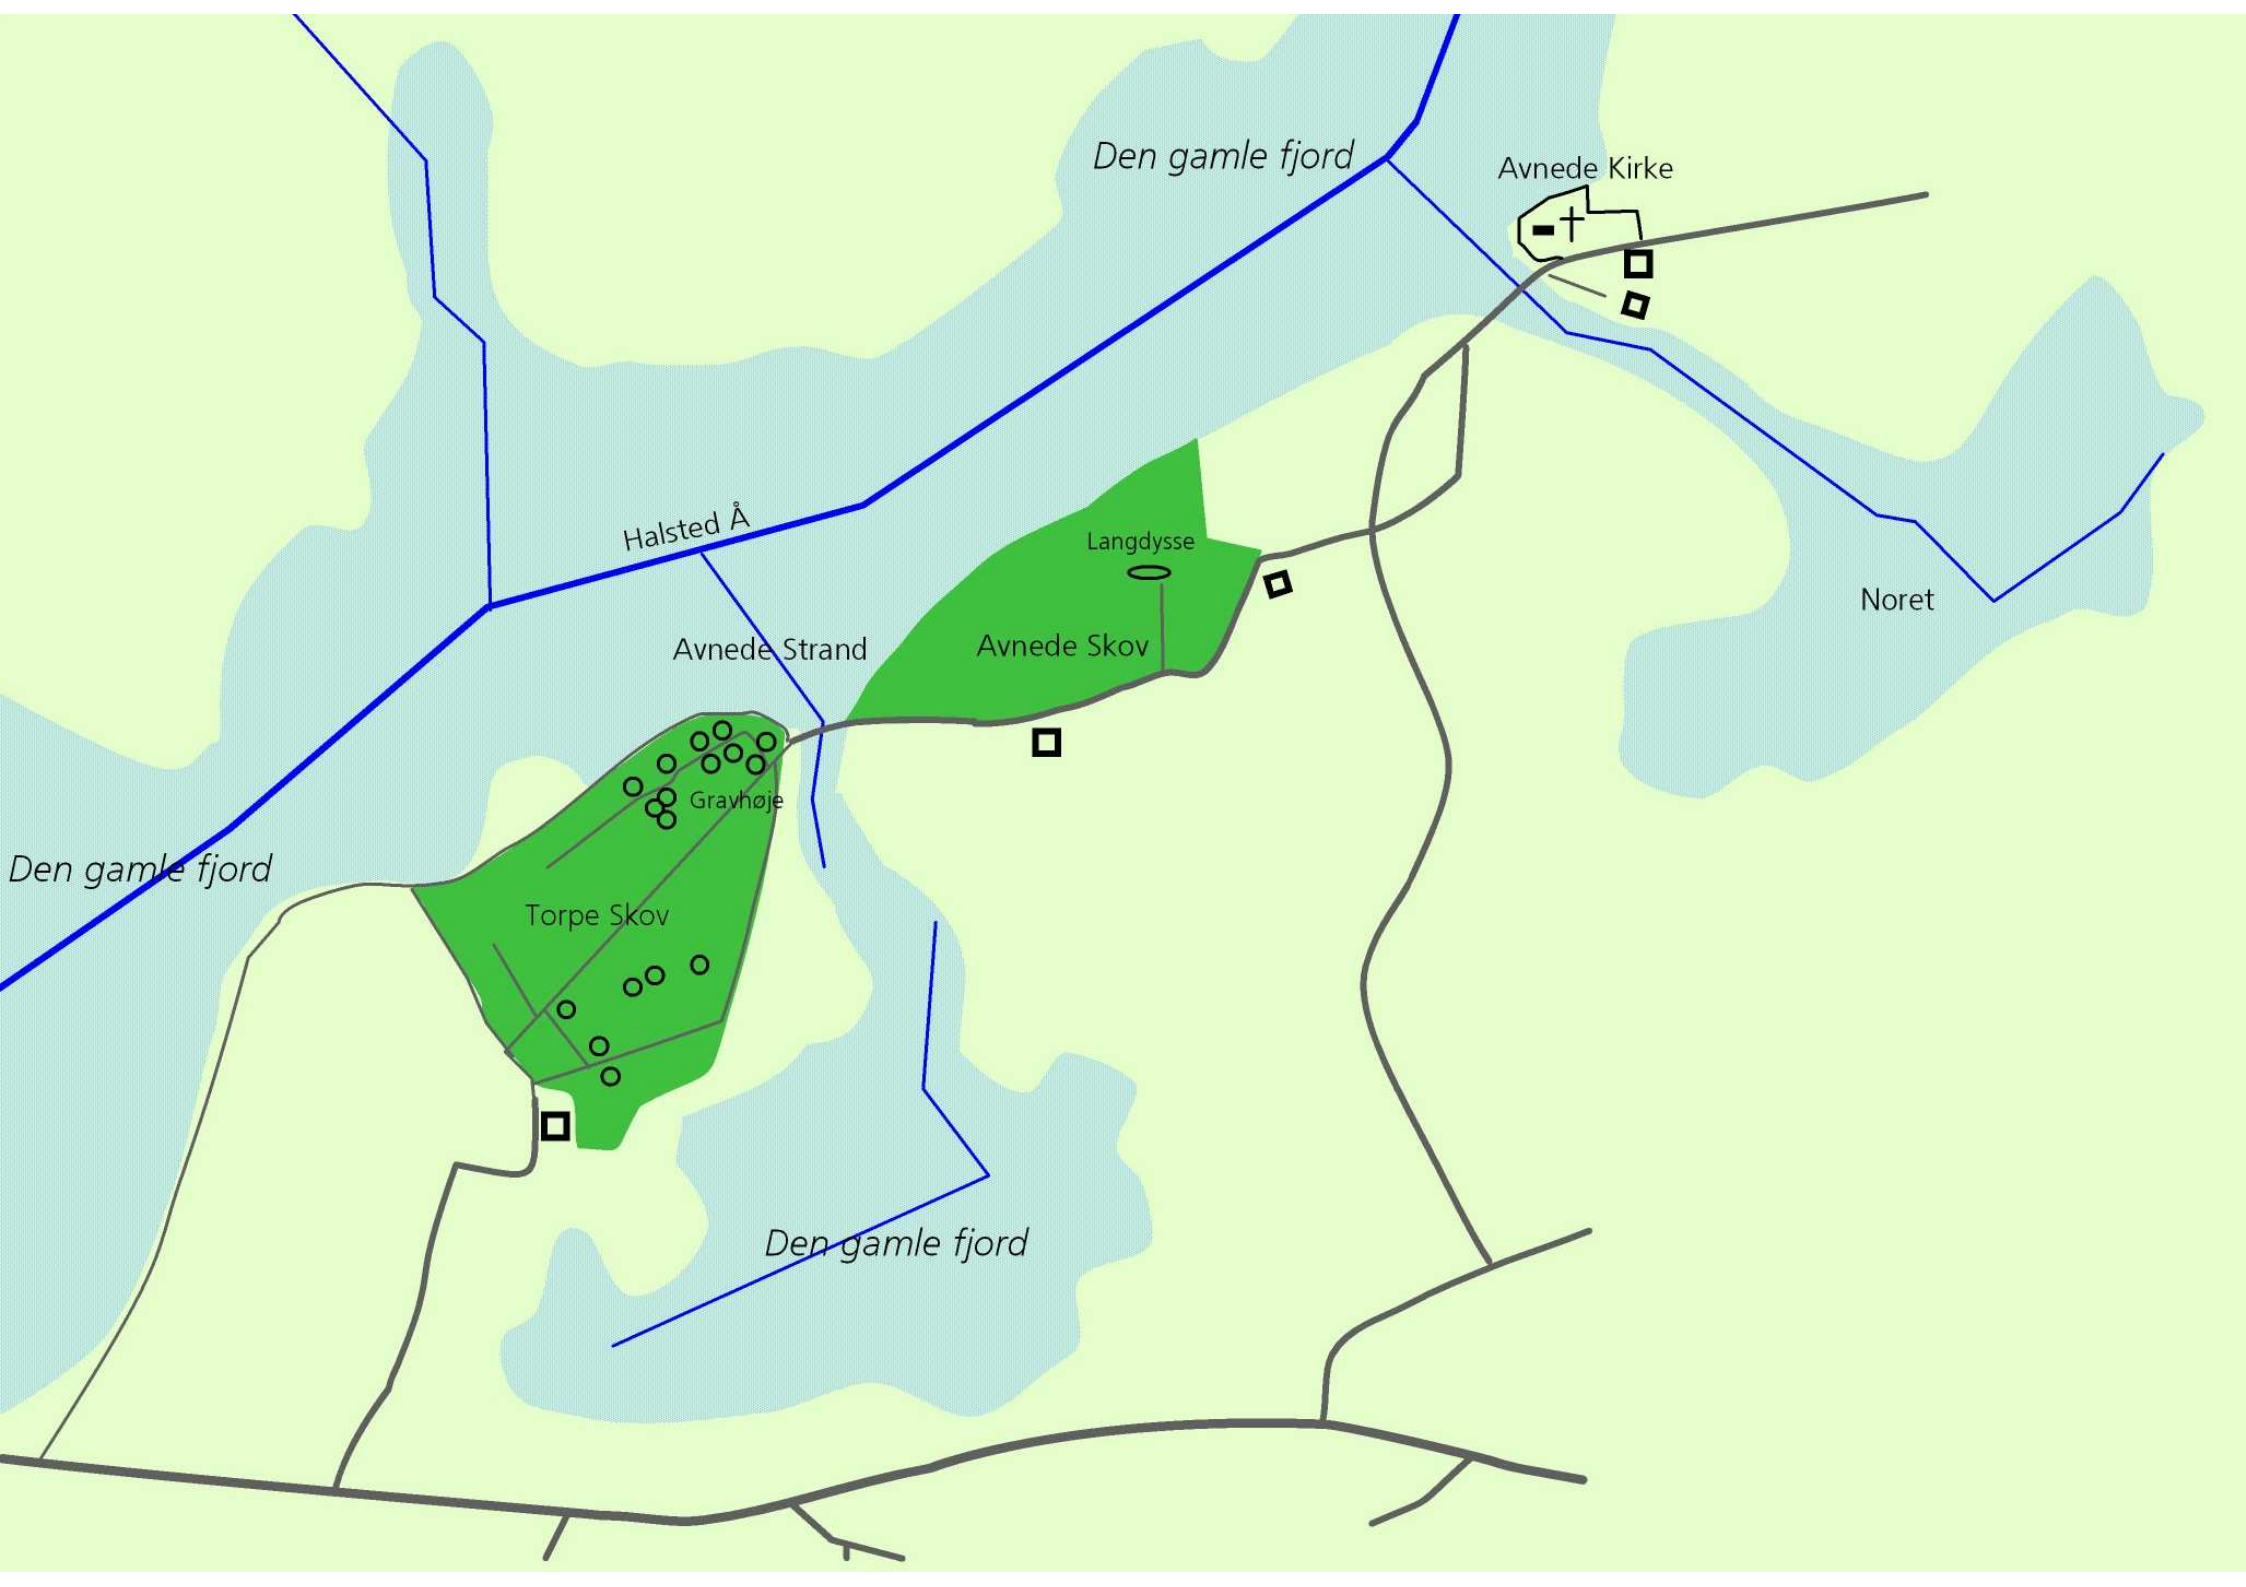 Den gamle fjord
Avnede Kirke
Halsted Å
Langdysse
Noret
Avnede Strand
Avnede Skov
Gravhøje
Den gamle fjord
Torpe Skov
Den gamle fjord